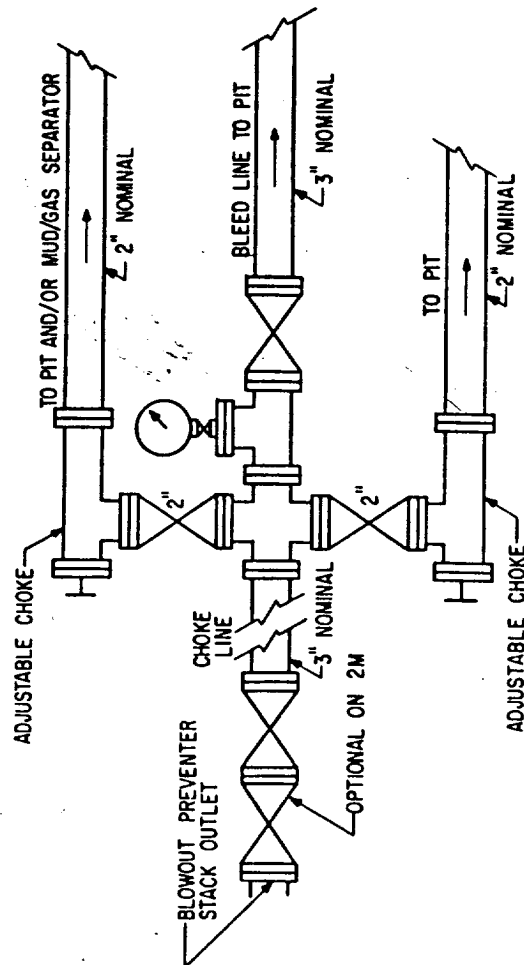 TO PIT AND/OR MUD/GAS SEPARATOR
2" NOMINAL
ADJUSTABLE CHOKE
2"
BLEED LINE TO PIT
3" NOMINAL
CHOKE
LINE
3" NOMINAL
BLOWOUT PREVENTER
STACK OUTLET
OPTIONAL ON 2M
2"
TO PIT
2" NOMINAL
ADJUSTABLE CHOKE